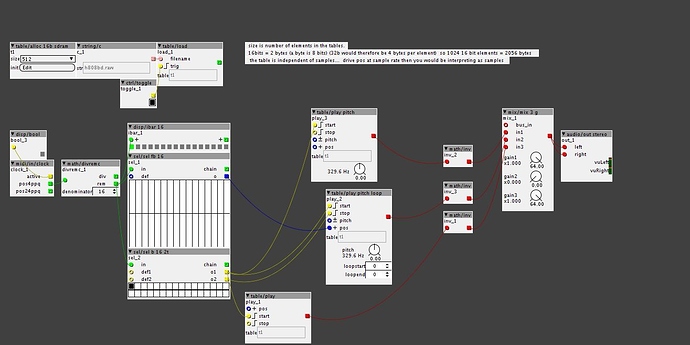 size is number of elements in the tables.
16bits = 2 bytes (a byte is 8 bits) (32b would therefore be 4 bytes per element) so 1024 16 bit elements = 2056 bytes
the table is independent of samples... drive pos at sample rate then you would be interpreting as samples
table/alloc 16b sdram
t1
size
512
init
Edit
string/c
c_1
str
h808bd.raw
table/load
load_1
filename
trig
table
t1
ctrl/toggle
toggle_1
disp/bool
bool_3
midi/in/clock
clock_1
active
pos4ppq
pos24ppq
math/divremc
divremc_1
div
rem
denominator
16
disp/ibar 16
ibar_1
sel/sel fb 16
sel_1
in
chain
def
o
sel/sel b 16 2t
sel_2
in
chain
def1
o1
def2
o2
table/play pitch
play_3
start
stop
pitch
pos
table
t1
329.6 Hz
0.00
table/play pitch loop
play_2
start
stop
pitch
pos
table
t1
pitch
329.6 Hz
0.00
loopstart
0
loopend
0
table/play
play_1
pos
start
stop
table
t1
math/inv
inv_2
math/inv
inv_3
math/inv
inv_1
mix/mix 3 g
mix_1
bus_in
in1
in2
in3
gain1
x1.000
64.00
gain2
x0.000
0.00
gain3
x1.000
64.00
audio/out stereo
out_1
left
right
vuLeft
vuRight